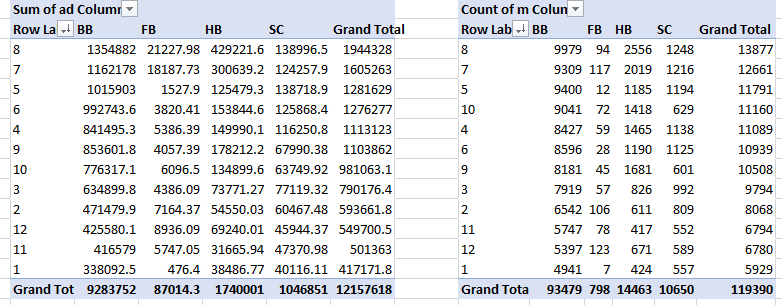 Sum of ad Column Count of m Colun
Row Lab BB FB HB SC Grand Total Row Lab BB FB HB SC Grand Total
8 1354882 21227.98 429221.6 138996.5 1944328 8 9979 94 2556 1248 13877
7 1162178 18187.73 300639.2 124257.9 1605263 7 9309 117 2019 1216 12661
5 1015903 1527.9 125479.3 138718.9 1281629 5 9400 12 1185 1194 11791
6 992743.6 3820.41 153844.6 125868.4 1276277 10 9041 72 1418 629 11160
4 841495.3 5386.39 149990.1 116250.8 1113123 4 8427 59 1465 1138 11089
9 853601.8 4057.39 178212.2 67990.38 1103862 6 8596 28 1190 1125 10939
10 776317.1 6096.5 134899.6 63749.92 981063.1 9 8181 45 1681 601 10508
3 634899.8 4386.09 73771.27 77119.32 790176.4 3 7919 57 826 992 9794
2 471479.9 7164.37 54550.03 60467.48 593661.8 2 6542 106 611 809 8068
12 425580.1 8936.09 69240.01 45944.37 549700.5 11 5747 78 417 552 6794
11 416579 5747.05 31665.94 47370.98 501363 12 5397 123 671 589 6780
1 338092.5 476.4 38486.77 40116.11 417171.8 1 4941 7 424 557 5929
Grand Tot 9283752 87014.3 1740001 1046851 12157618 Grand Tota 93479 798 14463 10650 119390